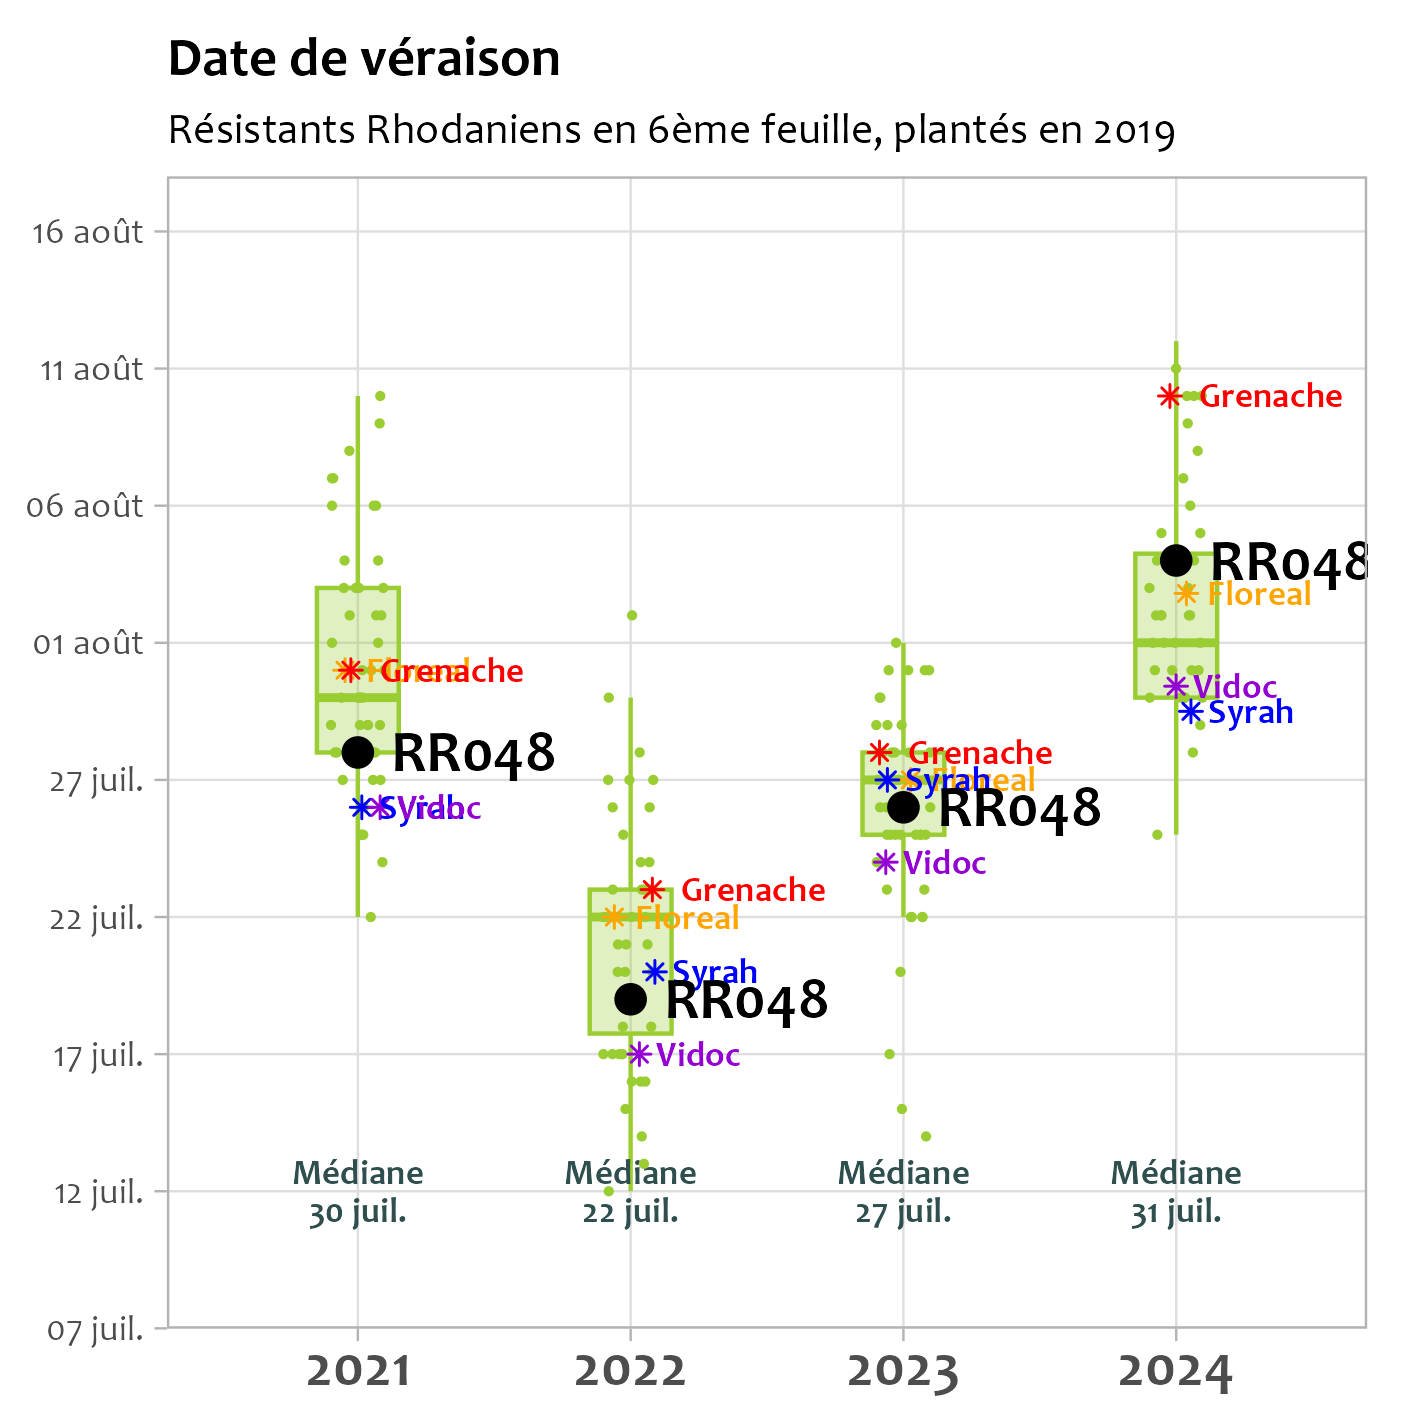 Date de véraison
Résistants Rhodaniens en 6ème feuille, plantés en 2019
16 août
11 août
06 août
01 août
27 juil.
22 juil.
17 juil.
12 juil.
07 juil.
Floreal
Grenache
RR048
Syrah
Vidoc
Médiane
30 juil.
Grenache
Floreal
Syrah
RR048
Vidoc
Médiane
22 juil.
Grenache
Syrah
Floreal
RR048
Vidoc
Médiane
27 juil.
Grenache
RR048
Floreal
Vidoc
Syrah
Médiane
31 juil.
2021
2022
2023
2024